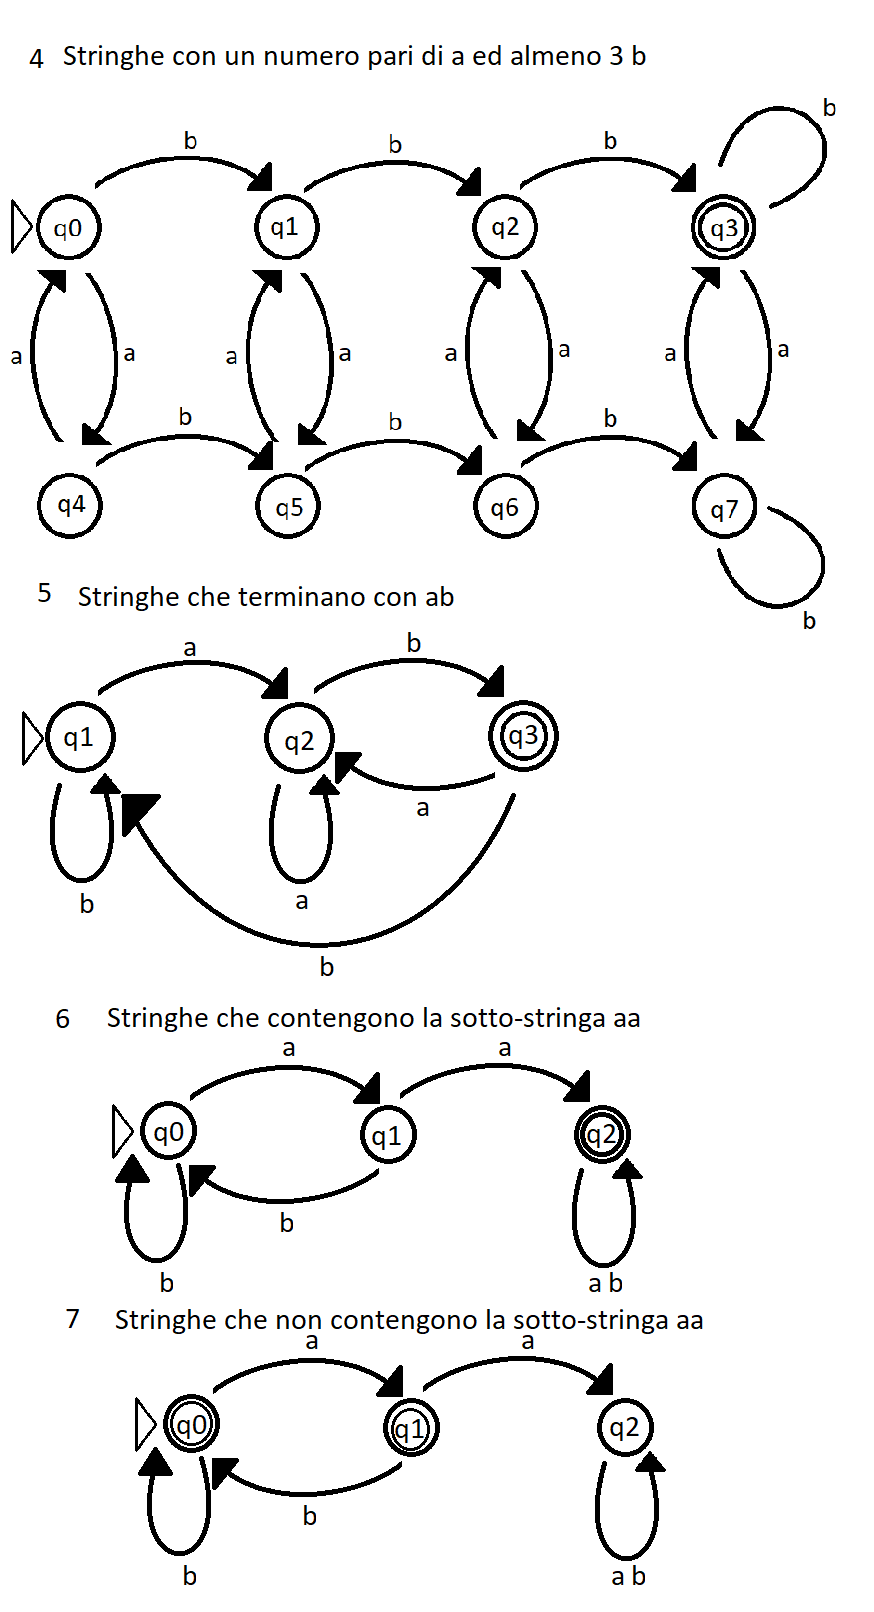 4 Stringhe con un numero pari di a ed almeno 3 b
b
b b b
q0 q1 q2 q3
a a a a a a a a
b b b
q4 q5 q6 q7
5 Stringhe che terminano con ab
b
a b
q1 q2 q3
a
b a
b
6 Stringhe che contengono la sotto-stringa aa
a a
q0 q1 q2
b
b a b
7 Stringhe che non contengono la sotto-stringa aa
a a
q0 q1 q2
b
b a b